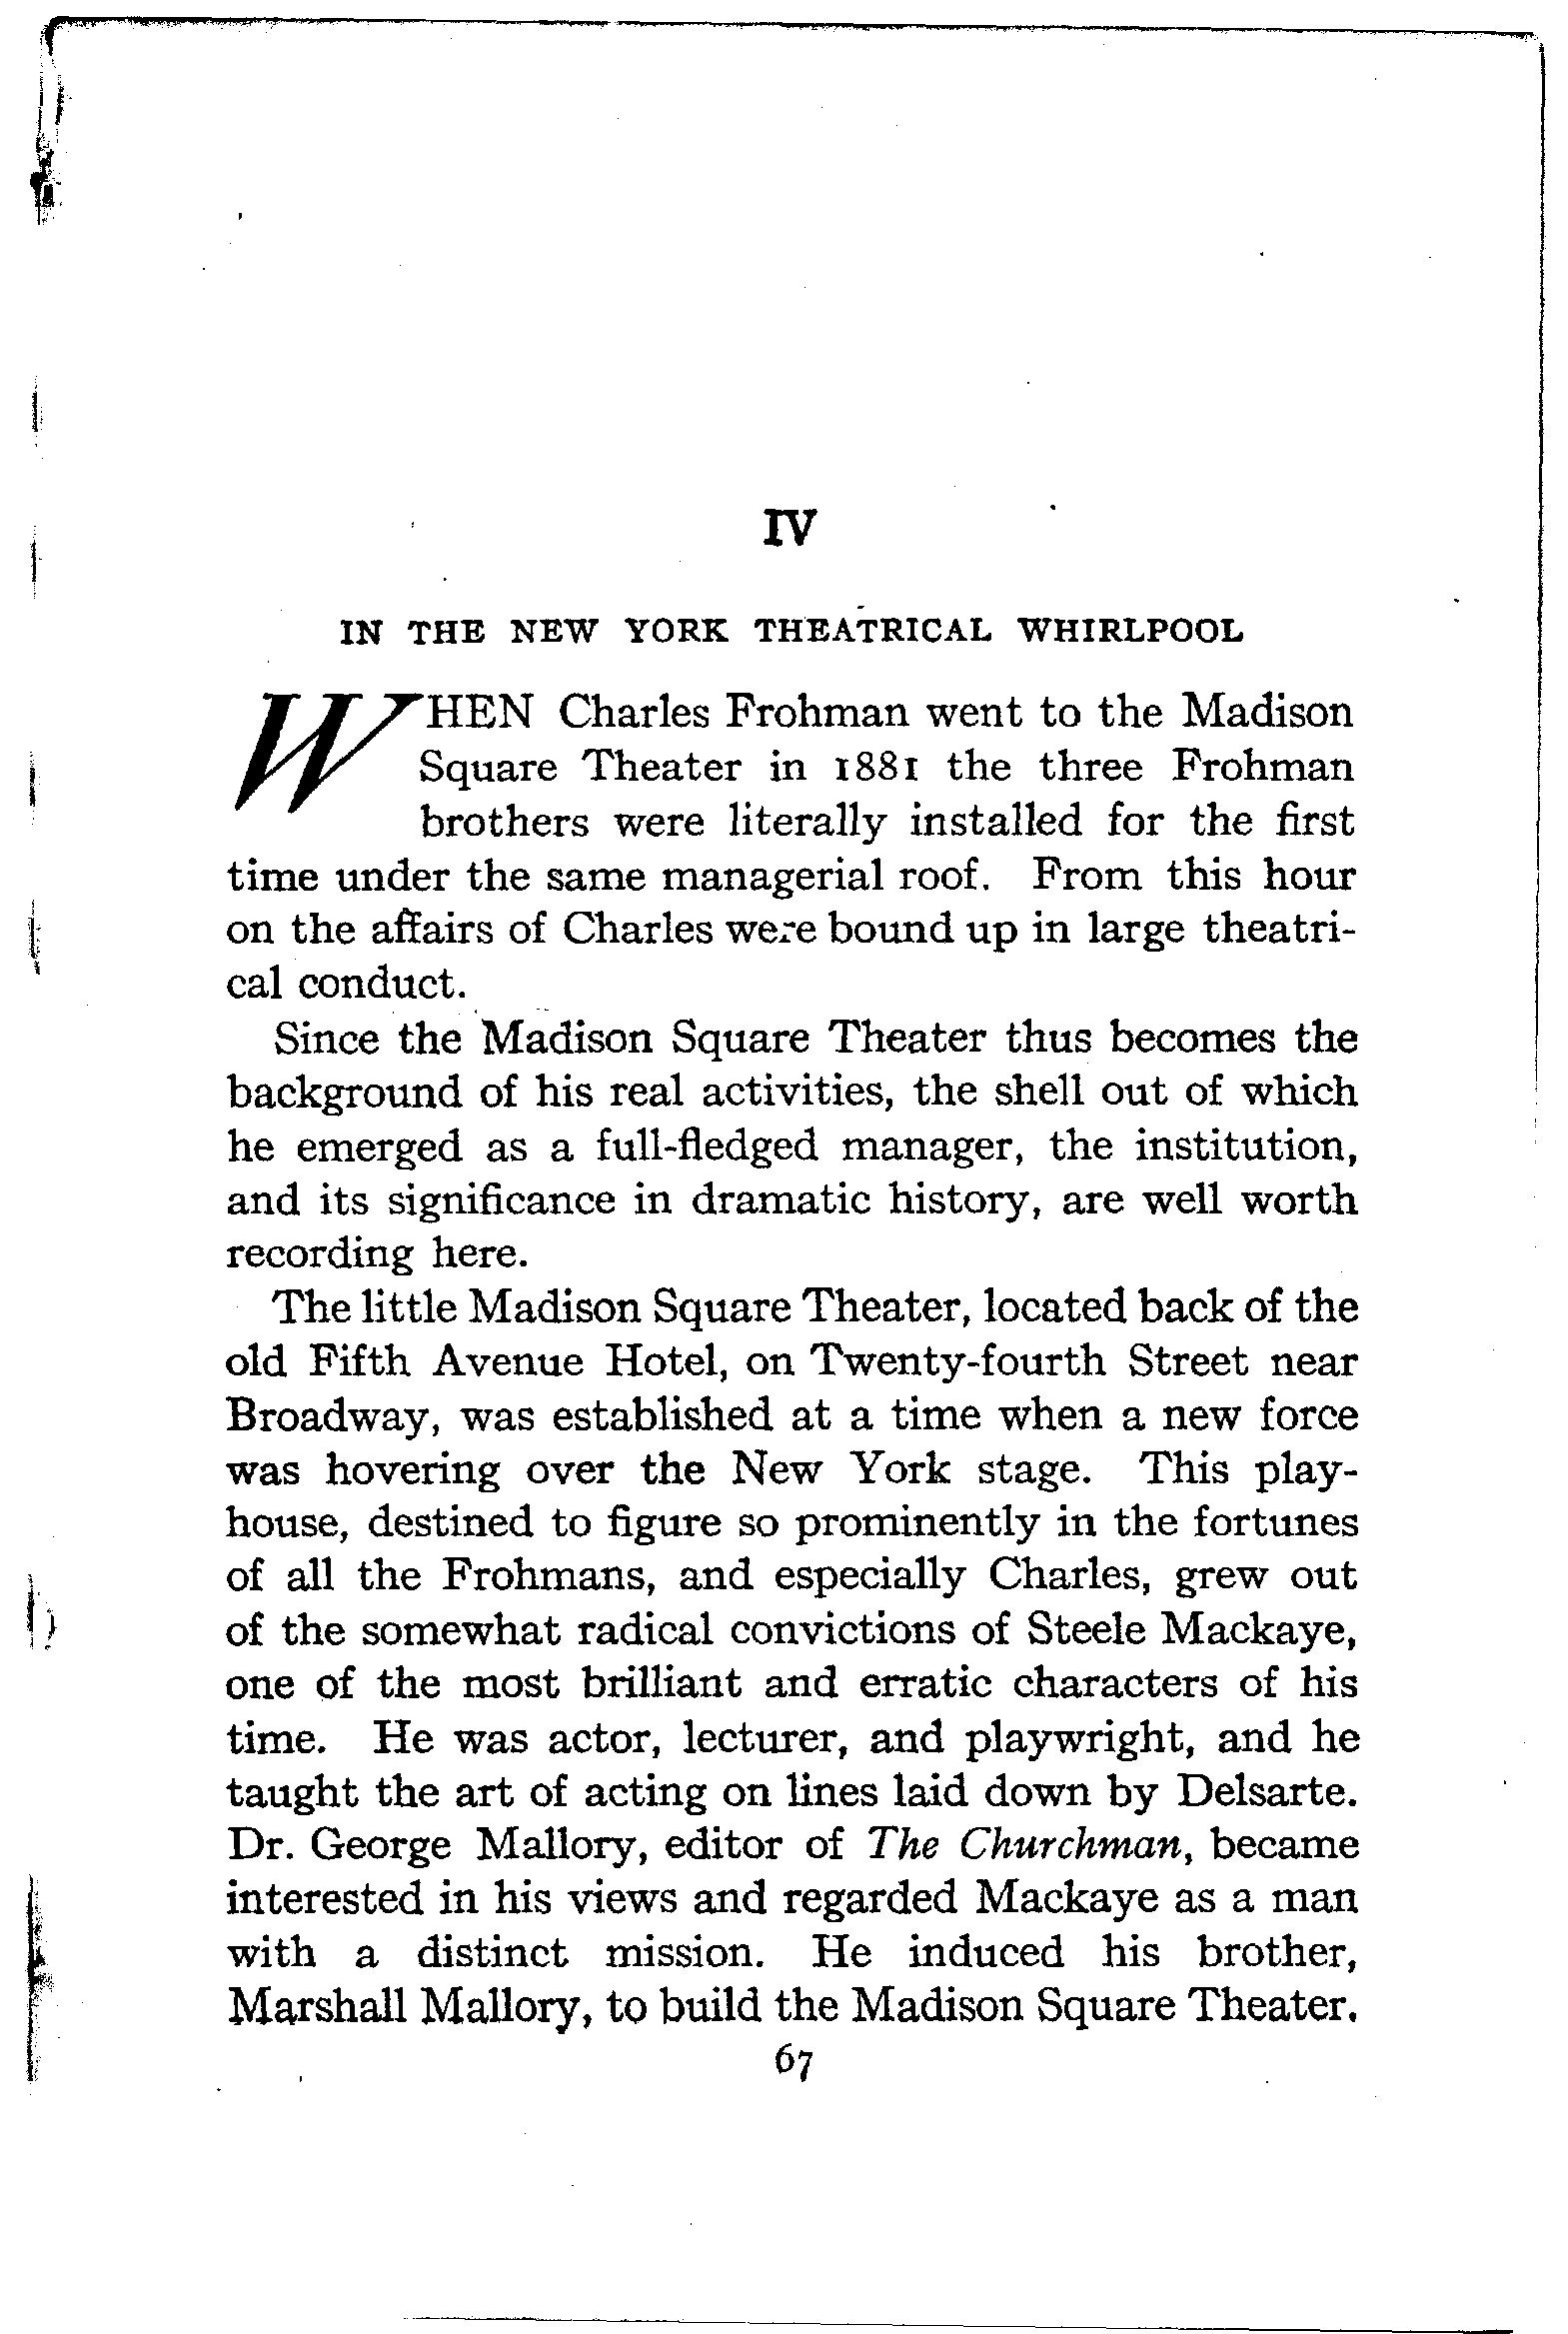 IV
IN THE NEW YORK THEATRICAL WHIRLPOOL
WHEN Charles Frohman went to the Madison
Square Theater in 1881 the three Frohman
brothers were literally installed for the first
time under the same managerial roof. From this hour
on the affairs of Charles were bound up in large theatri-
cal conduct.
Since the Madison Square Theater thus becomes the
background of his real activities, the shell out of which
he emerged as a full-fledged manager, the institution,
and its significance in dramatic history, are well worth
recording here.
The little Madison Square Theater, located back of the
old Fifth Avenue Hotel, on Twenty-fourth Street near
Broadway, was established at a time when a new force
was hovering over the New York stage. This play-
house, destined to figure so prominently in the fortunes
of all the Frohmans, and especially Charles, grew out
of the somewhat radical convictions of Steele Mackaye,
one of the most brilliant and erratic characters of his
time. He was actor, lecturer, and playwright, and he
taught the art of acting on lines laid down by Delsarte.
Dr. George Mallory, editor of The Churchman, became
interested in his views and regarded Mackaye as a man
with a distinct mission. He induced his brother,
Marshall Mallory, to build the Madison Square Theater.
67